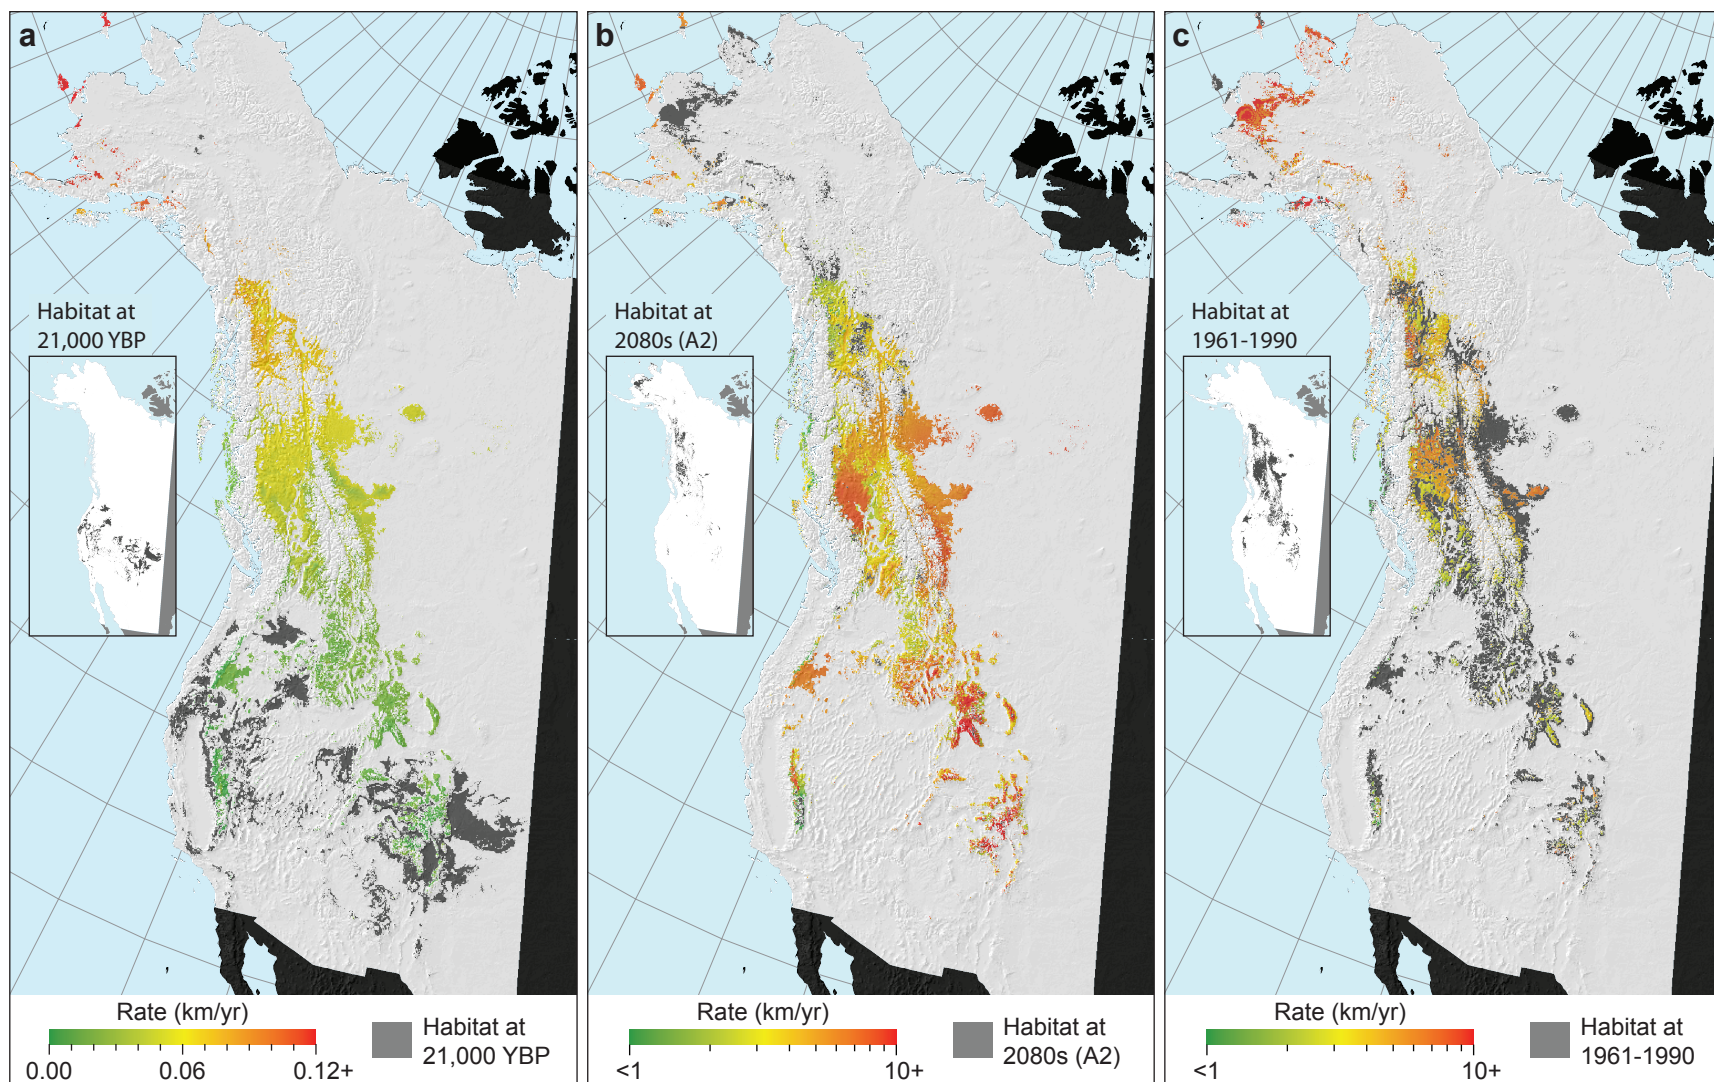 a
Habitat at
21,000 YBP
Rate (km/yr)
0.00
0.06
0.12+
Habitat at
21,000 YBP
b
Habitat at
2080s (A2)
Rate (km/yr)
<1
10+
Habitat at
2080s (A2)
c
Habitat at
1961-1990
Rate (km/yr)
<1
10+
Habitat at
1961-1990